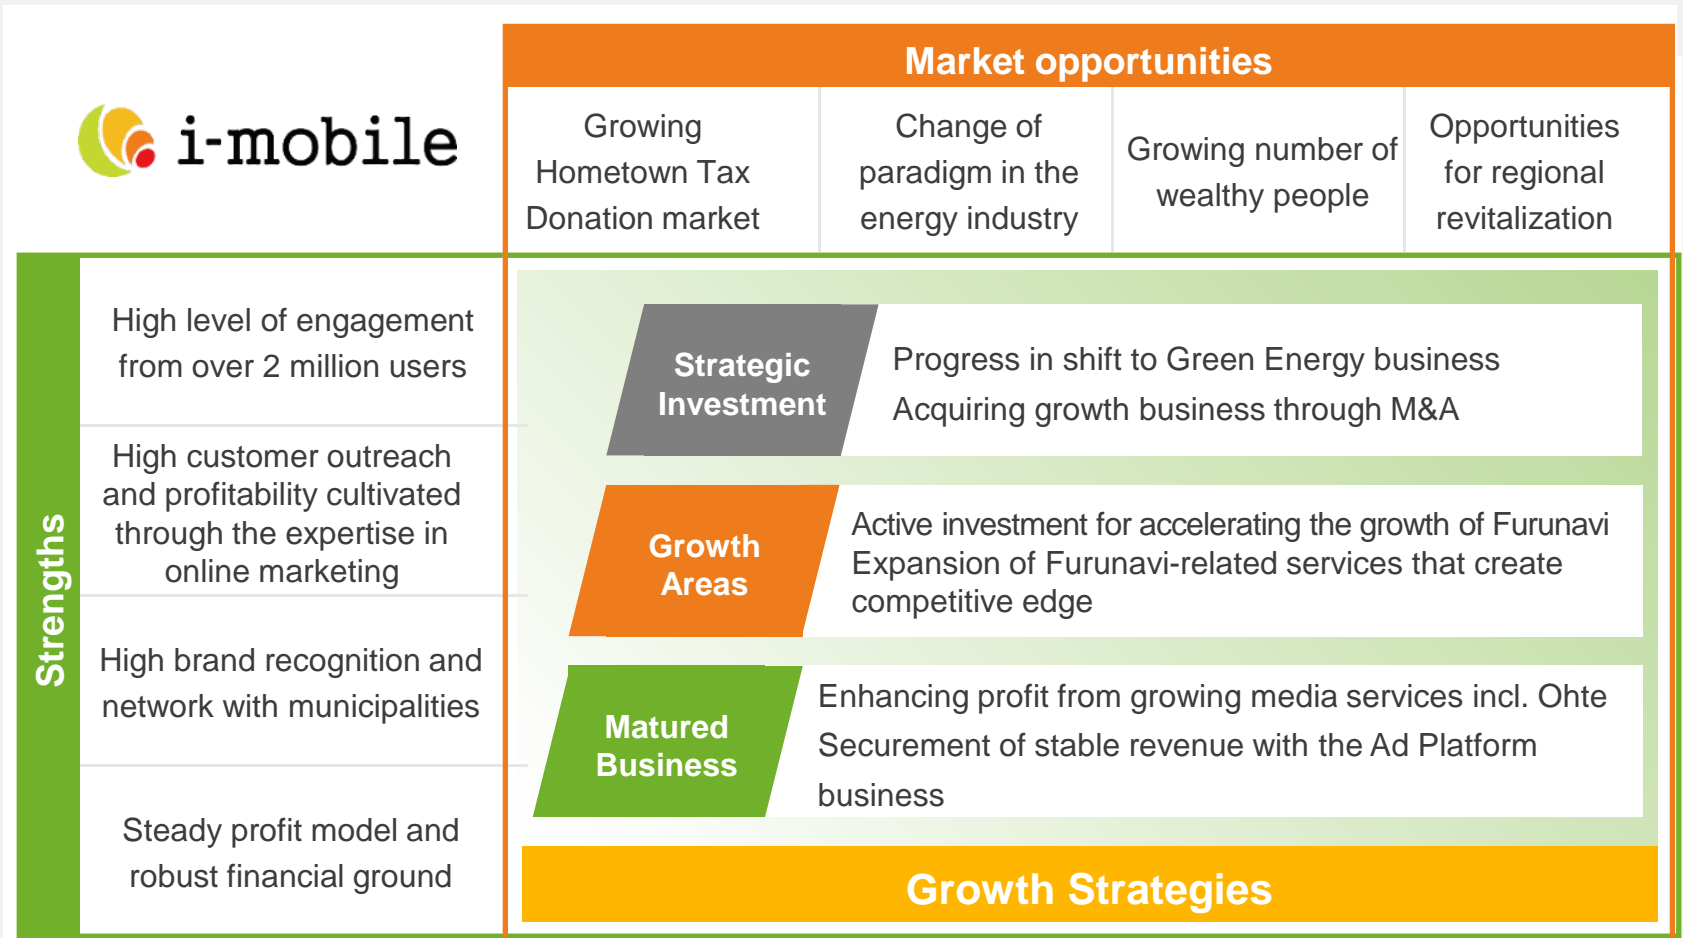 i-mobile
Market opportunities
Growing
Hometown Tax
Donation market
Change of
paradigm in the
energy industry
Growing number of
wealthy people
Opportunities
for regional
revitalization
Strengths
High level of engagement
from over 2 million users
High customer outreach
and profitability cultivated
through the expertise in
online marketing
High brand recognition and
network with municipalities
Steady profit model and
robust financial ground
Strategic
Investment
Progress in shift to Green Energy business
Acquiring growth business through M&A
Growth
Areas
Active investment for accelerating the growth of Furunavi
Expansion of Furunavi-related services that create
competitive edge
Matured
Business
Enhancing profit from growing media services incl. Ohte
Securement of stable revenue with the Ad Platform
business
Growth Strategies